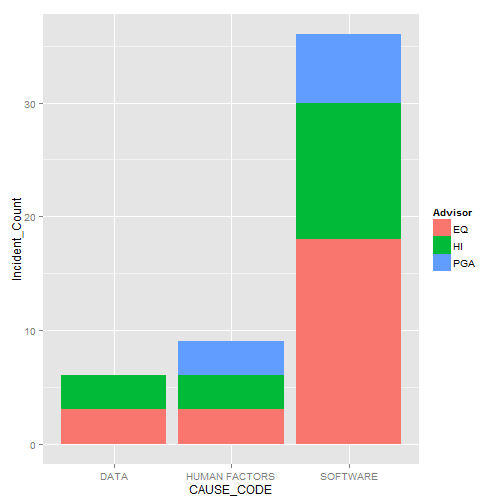 Incident_Count
30
20
10
0
DATA
HUMAN FACTORS
SOFTWARE
CAUSE_CODE
Advisor
EQ
HI
PGA